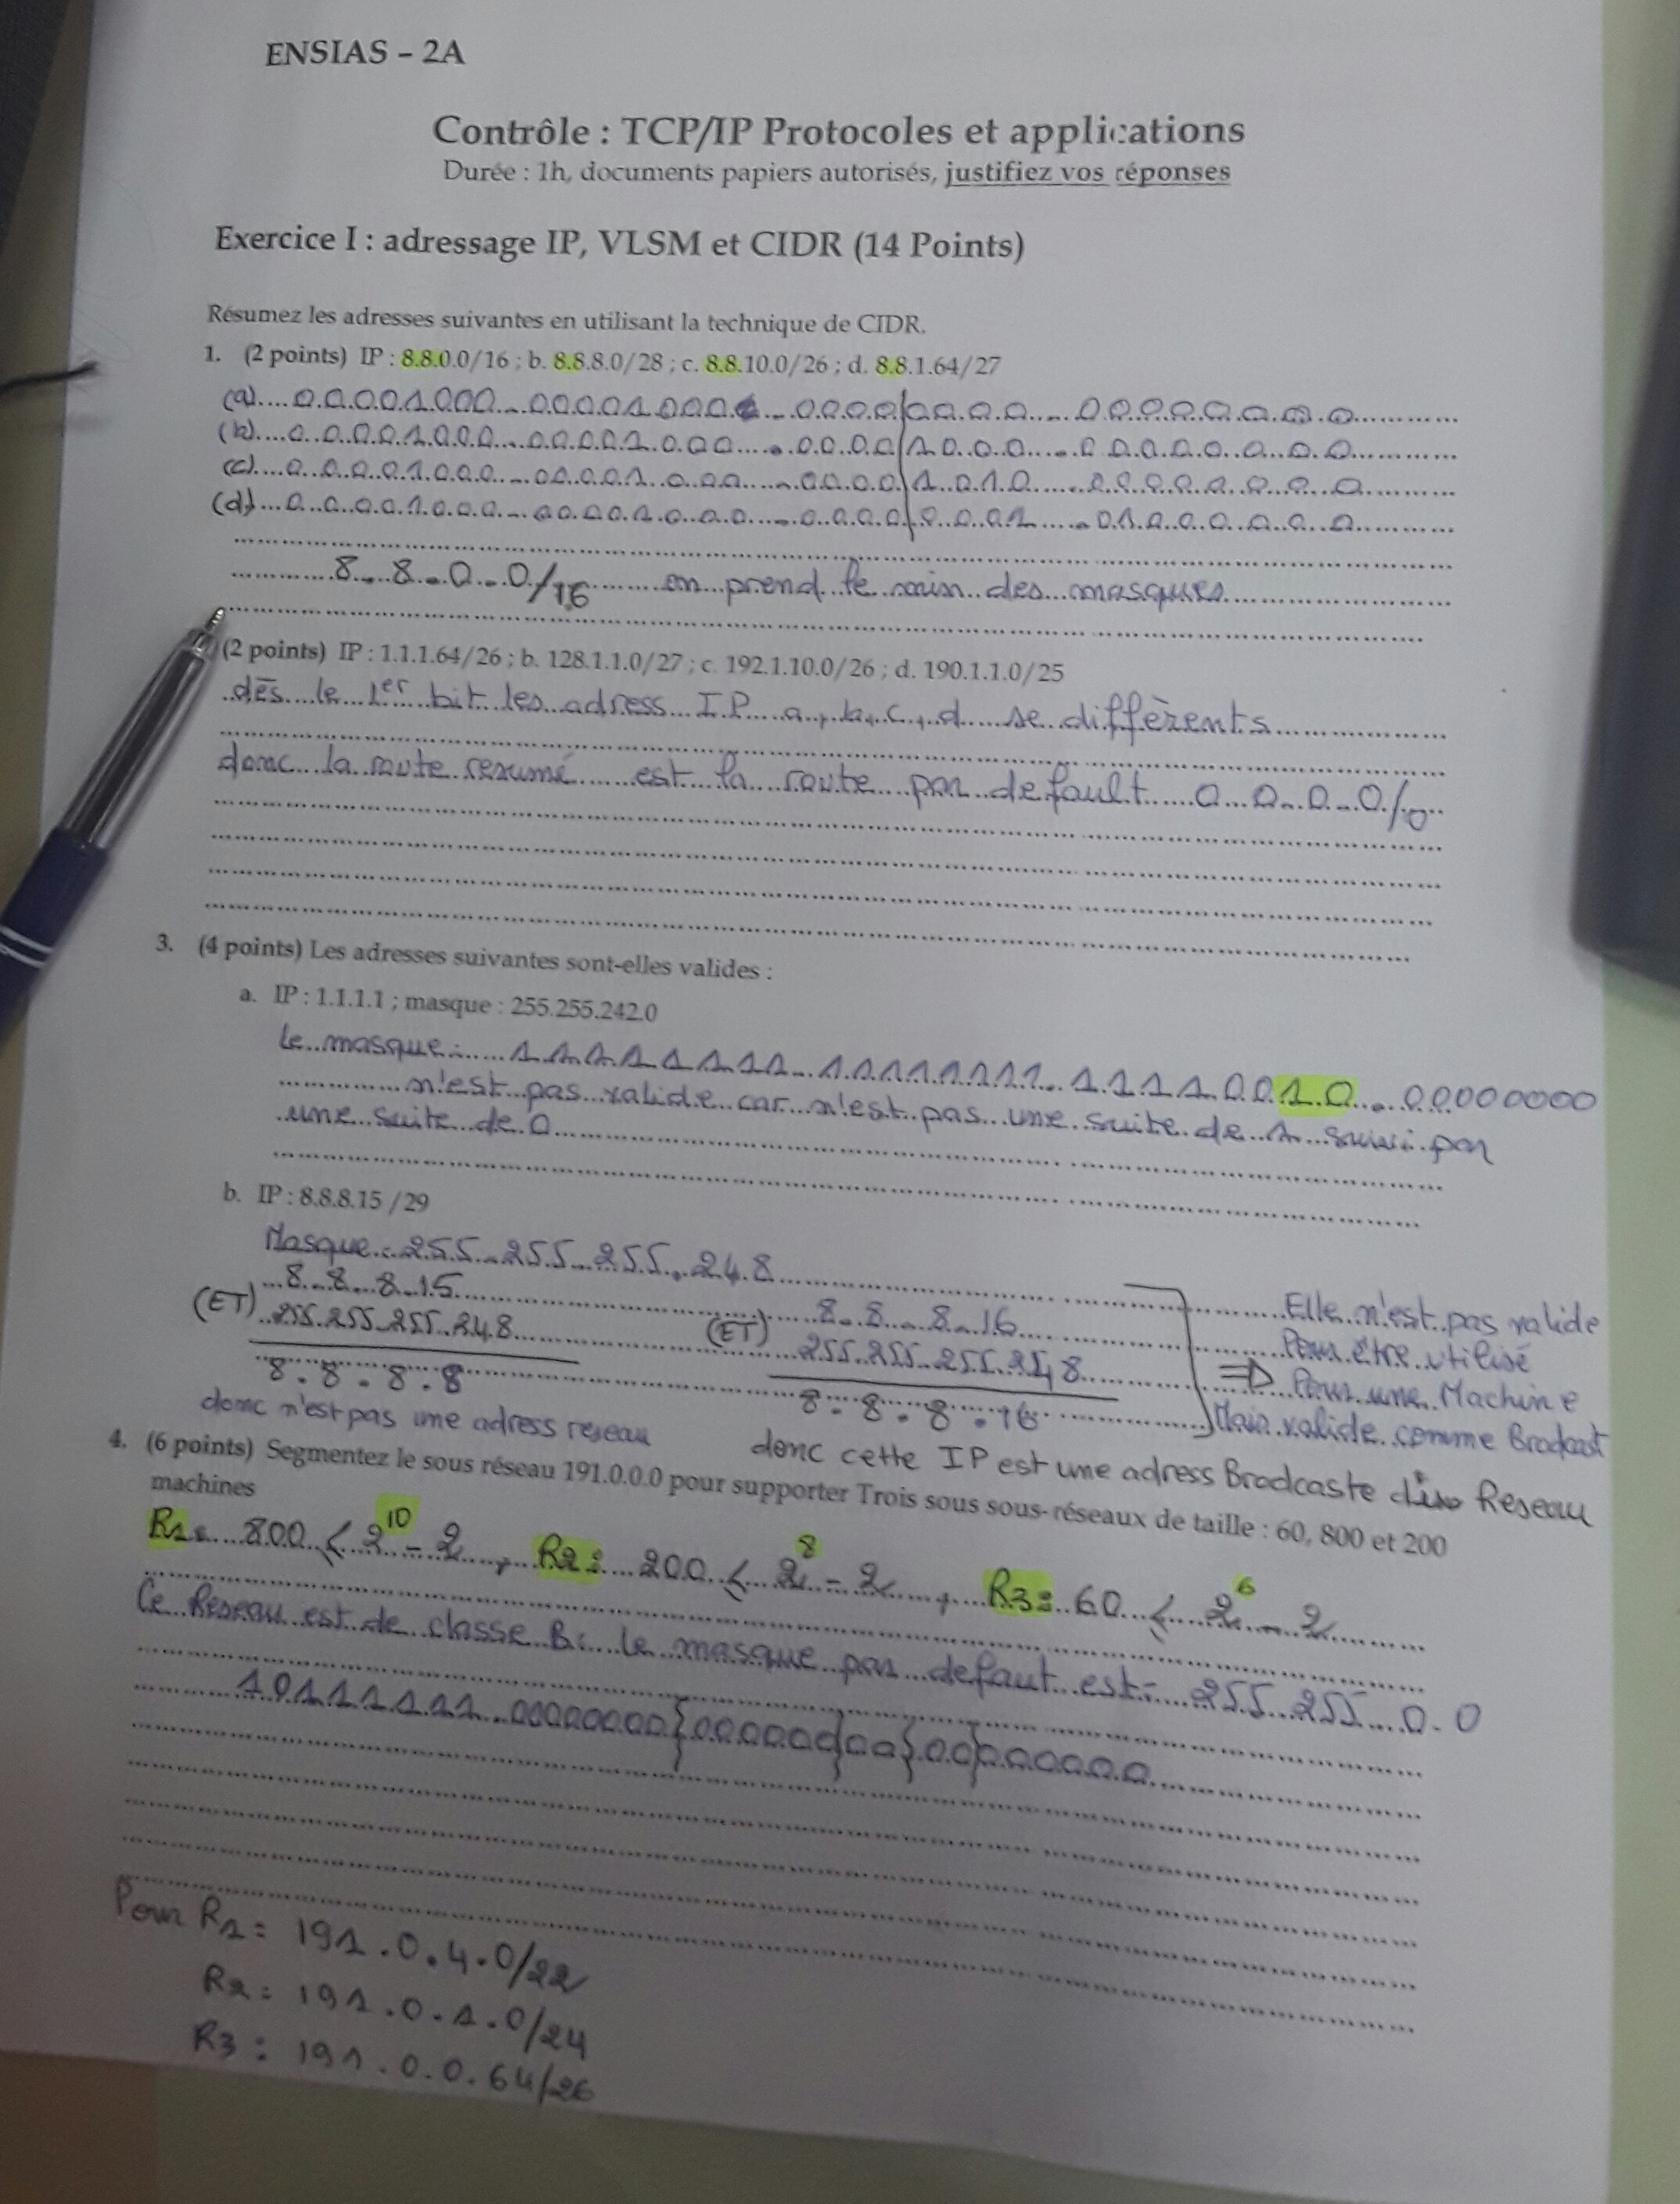 ENSIAS – 2A
Contrôle : TCP/IP Protocoles et applications
Durée : 1h, documents papiers autorisés, justifiez vos réponses
Exercice I : adressage IP, VLSM et CIDR (14 Points)
Résumez les adresses suivantes en utilisant la technique de CIDR.
1. (2 points) IP : 8.8.0.0/16 ; b. 8.8.8.0/28 ; c. 8.8.10.0/26 ; d. 8.8.1.64/27
(a) 00001000 . 00001000 . 0000/0000 . 00000000
(b) 00001000 . 00001000 . 0000/1000 . 00000000
(c) 00001000 . 00001000 . 0000/1010 . 00000000
(d) 00001000 . 00001000 . 0000/0001 . 01000000
8 . 8 . 0 . 0/16 on prend le min des masques
(2 points) IP : 1.1.1.64/26 ; b. 128.1.1.0/27 ; c. 192.1.10.0/26 ; d. 190.1.1.0/25
dès le 1er bit les adress IP a, b, c, d se diffèrents
donc la route resumé est la route par default 0.0.0.0/0
3. (4 points) Les adresses suivantes sont-elles valides :
a. IP : 1.1.1.1 ; masque : 255.255.242.0
le masque : 11111111 . 11111111 . 11110010 . 00000000
n'est pas valide car n'est pas une suite de 1 suivi par
une suite de 0
b. IP : 8.8.8.15 /29
Masque : 255.255.255.248
8.8.8.15
(ET) 255.255.255.248
8.8.8.8
donc n'est pas une adress reseau
8.8.8.16
(ET) 255.255.255.248
8.8.8.16
donc cette IP est une adress Brodcaste Reseau
Elle n'est pas valide
Pour être utilisé
⇒ Pour une Machine
Mais valide comme Brodcast
4. (6 points) Segmentez le sous réseau 191.0.0.0 pour supporter Trois sous sous-réseaux de taille : 60, 800 et 200
machines
R1 : 800 < 2^10 - 2 , R2 : 200 < 2^8 - 2 , R3 : 60 < 2^6 - 2
Ce Reseau est de classe B : le masque par defaut est : 255.255.0.0
10111111 . 00000000}000000}00}.00}000000
Pour R1 : 191.0.4.0/22
R2 : 191.0.1.0/24
R3 : 191.0.0.64/26